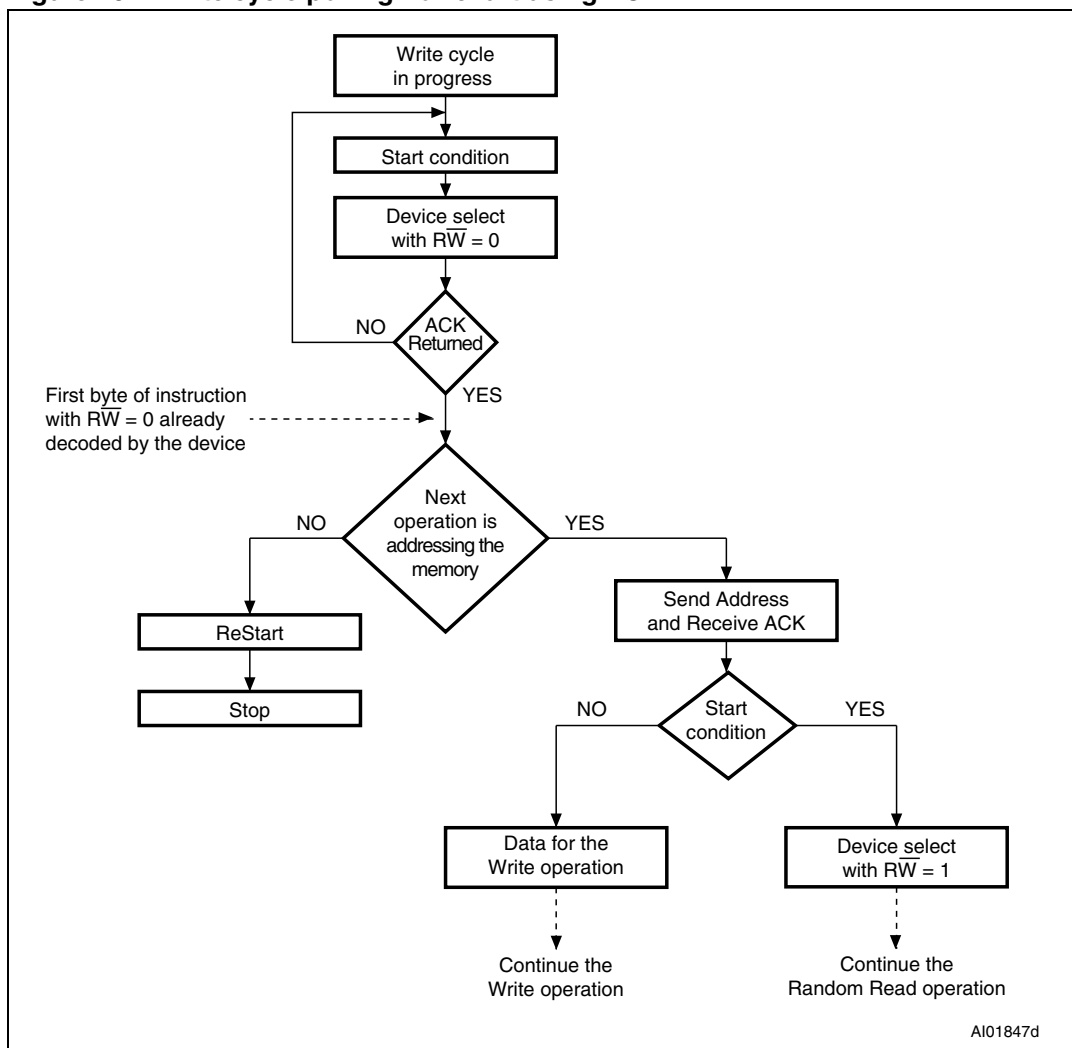 Write cycle
in progress
Start condition
Device select
with RW̅ = 0
ACK
Returned
NO
YES
First byte of instruction
with RW̅ = 0 already
decoded by the device
Next
operation is
addressing the
memory
NO
YES
ReStart
Stop
Send Address
and Receive ACK
Start
condition
NO
YES
Data for the
Write operation
Device select
with RW̅ = 1
Continue the
Write operation
Continue the
Random Read operation
AI01847d